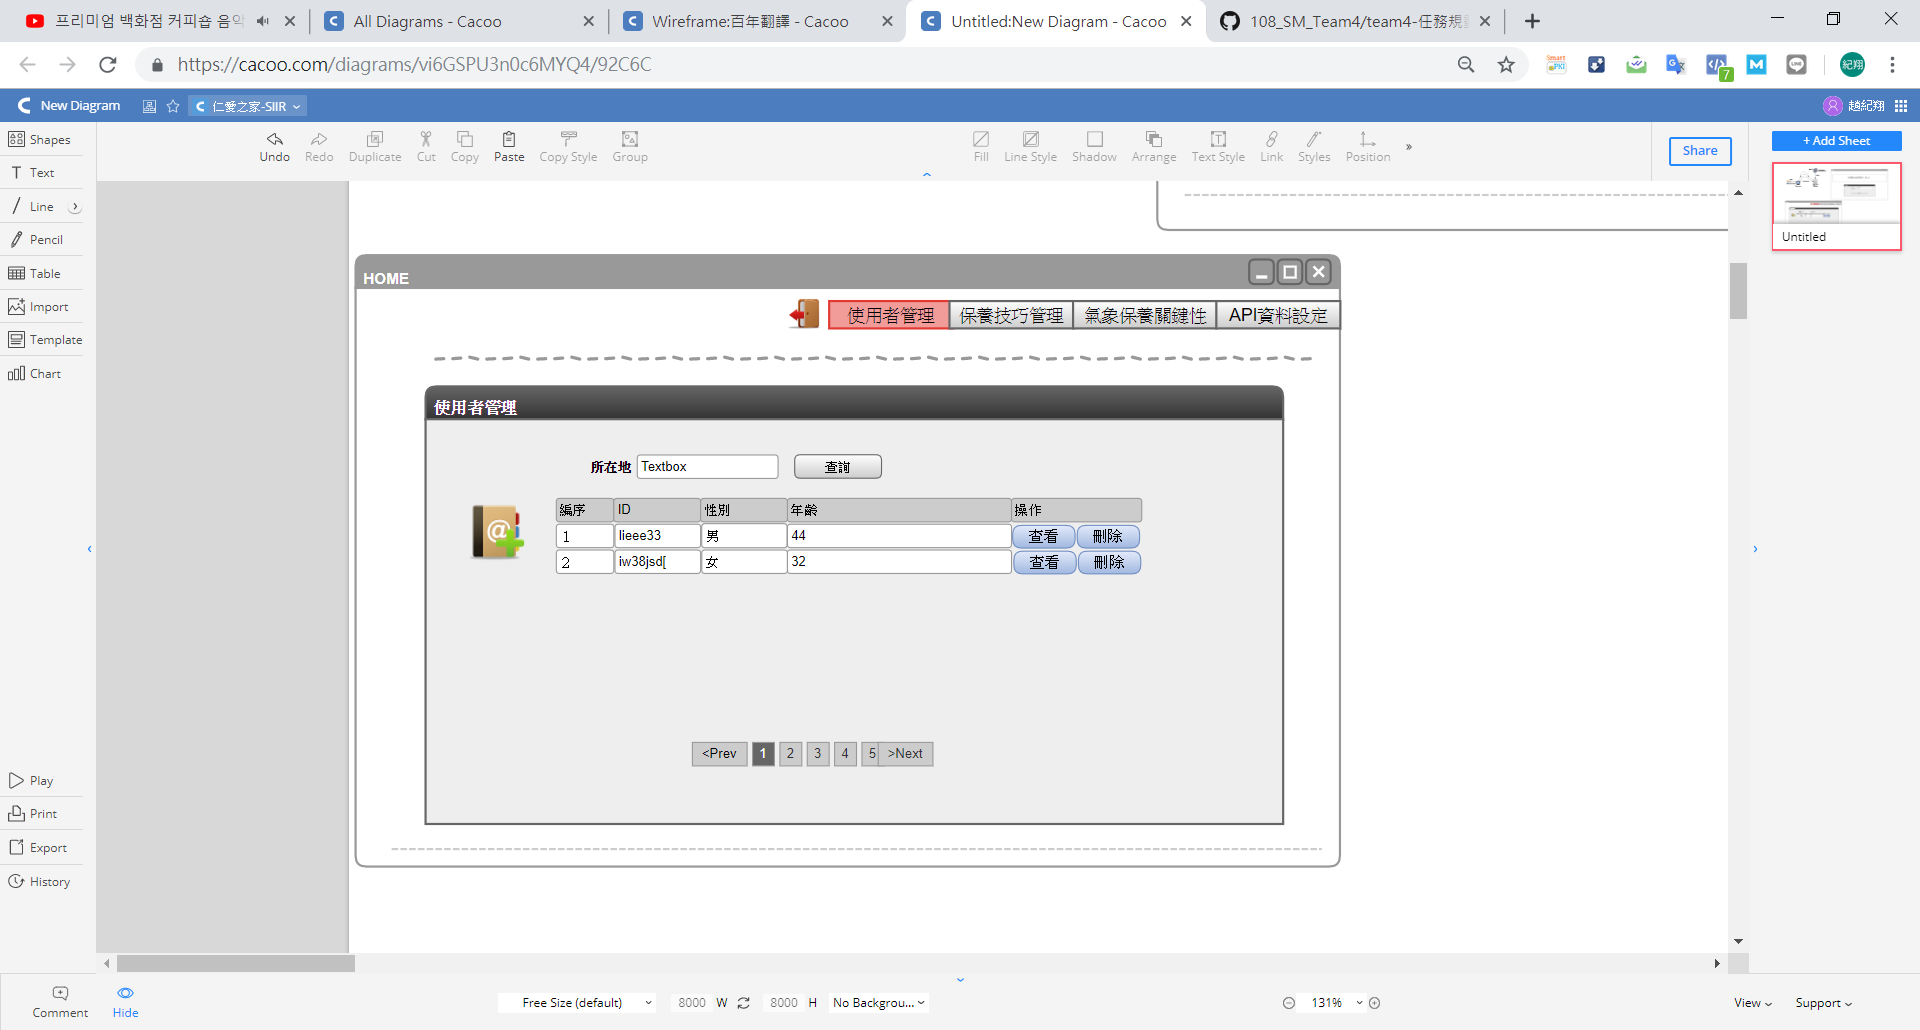 프리미엄 백화점 커피숍 음악
All Diagrams - Cacoo
Wireframe:百年翻譯 - Cacoo
Untitled:New Diagram - Cacoo
108_SM_Team4/team4-任務規
https://cacoo.com/diagrams/vi6GSPU3n0c6MYQ4/92C6C
Smart
PKI
7
紀翔
New Diagram
仁愛之家-SIIR
趙紀翔
Shapes
Text
Line
Pencil
Table
Import
Template
Chart
Undo
Redo
Duplicate
Cut
Copy
Paste
Copy Style
Group
Fill
Line Style
Shadow
Arrange
Text Style
Link
Styles
Position
»
Share
+ Add Sheet
Untitled
HOME
使用者管理
保養技巧管理
氣象保養關鍵性
API資料設定
使用者管理
所在地 Textbox 查詢
編序 ID 性別 年齡 操作
1 lieee33 男 44 查看 刪除
2 iw38jsd[ 女 32 查看 刪除
<Prev 1 2 3 4 5 >Next
Play
Print
Export
History
Comment
Hide
Free Size (default)
8000 W
8000 H
No Backgrou...
131%
View
Support